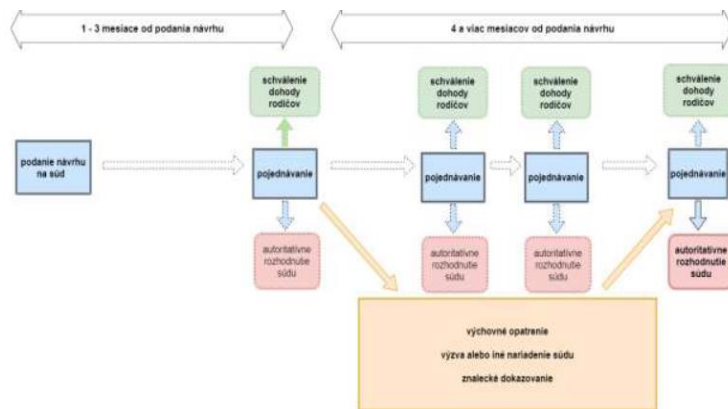 1 - 3 mesiace od podania návrhu
4 a viac mesiacov od podania návrhu
schválenie
dohody
rodičov
schválenie
dohody
rodičov
schválenie
dohody
rodičov
schválenie
dohody
rodičov
podanie návrhu
na súd
pojednávanie
pojednávanie
pojednávanie
pojednávanie
autoritatívne
rozhodnutie
súdu
autoritatívne
rozhodnutie
súdu
autoritatívne
rozhodnutie
súdu
autoritatívne
rozhodnutie
súdu
výchovné opatrenie
výzva alebo iné nariadenie súdu
znalecké dokazovanie